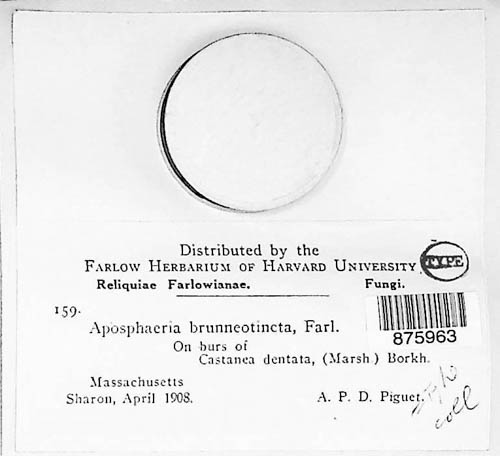 Distributed by the
FARLOW HERBARIUM OF HARVARD UNIVERSITY.
TYPE
Reliquiae Farlowianae. Fungi.
159.
Aposphaeria brunneotincta, Farl.
875963
On burs of
Castanea dentata, (Marsh) Borkh.
Massachusetts
Sharon, April 1908. A. P. D. Piguet.
coll